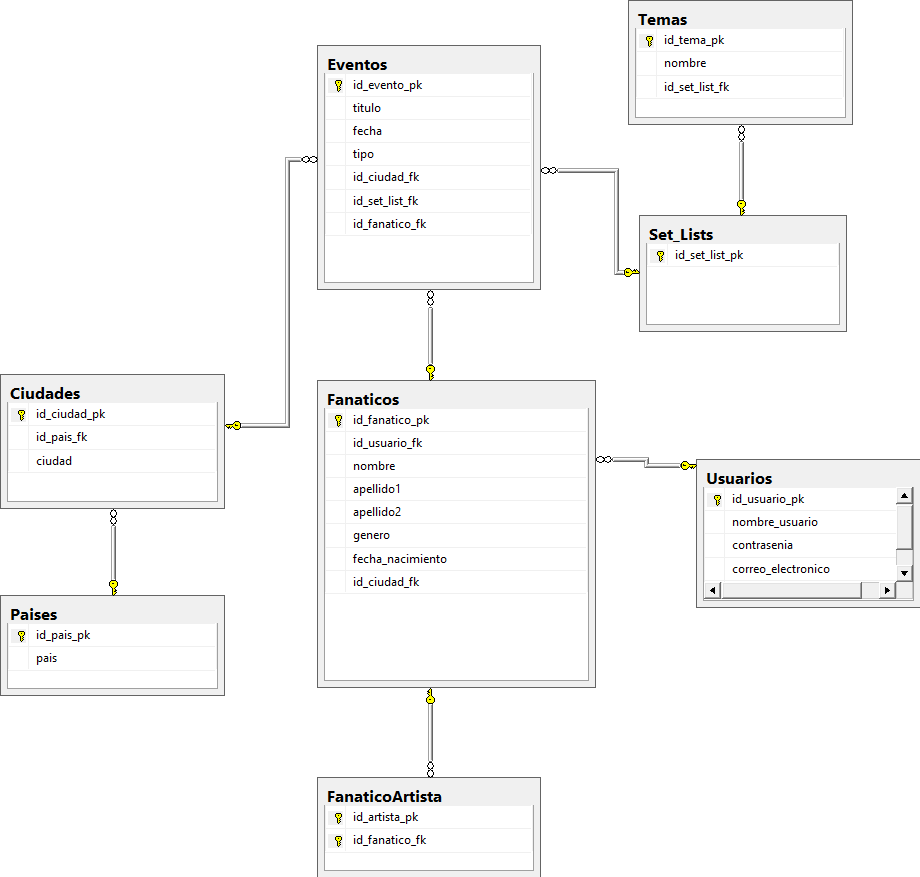 Temas
id_tema_pk
nombre
id_set_list_fk
Eventos
id_evento_pk
titulo
fecha
tipo
id_ciudad_fk
id_set_list_fk
id_fanatico_fk
Set_Lists
id_set_list_pk
Ciudades
id_ciudad_pk
id_pais_fk
ciudad
Fanaticos
id_fanatico_pk
id_usuario_fk
nombre
apellido1
apellido2
genero
fecha_nacimiento
id_ciudad_fk
Usuarios
id_usuario_pk
nombre_usuario
contrasenia
correo_electronico
Paises
id_pais_pk
pais
FanaticoArtista
id_artista_pk
id_fanatico_fk